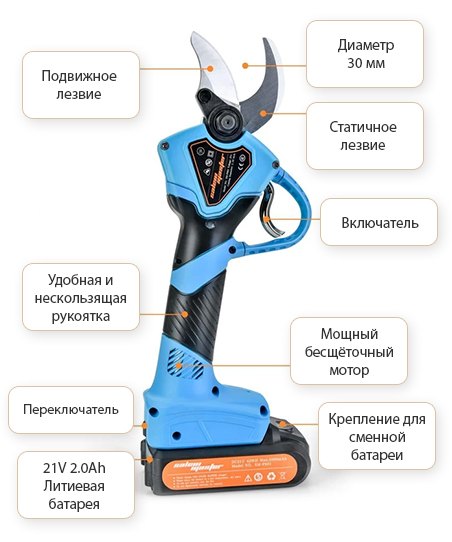 Подвижное
лезвие
Диаметр
30 мм
Статичное
лезвие
Включатель
Удобная и
нескользящая
рукоятка
Мощный
бесщёточный
мотор
Переключатель
Крепление для
сменной
батареи
21V 2.0Ah
Литиевая
батарея